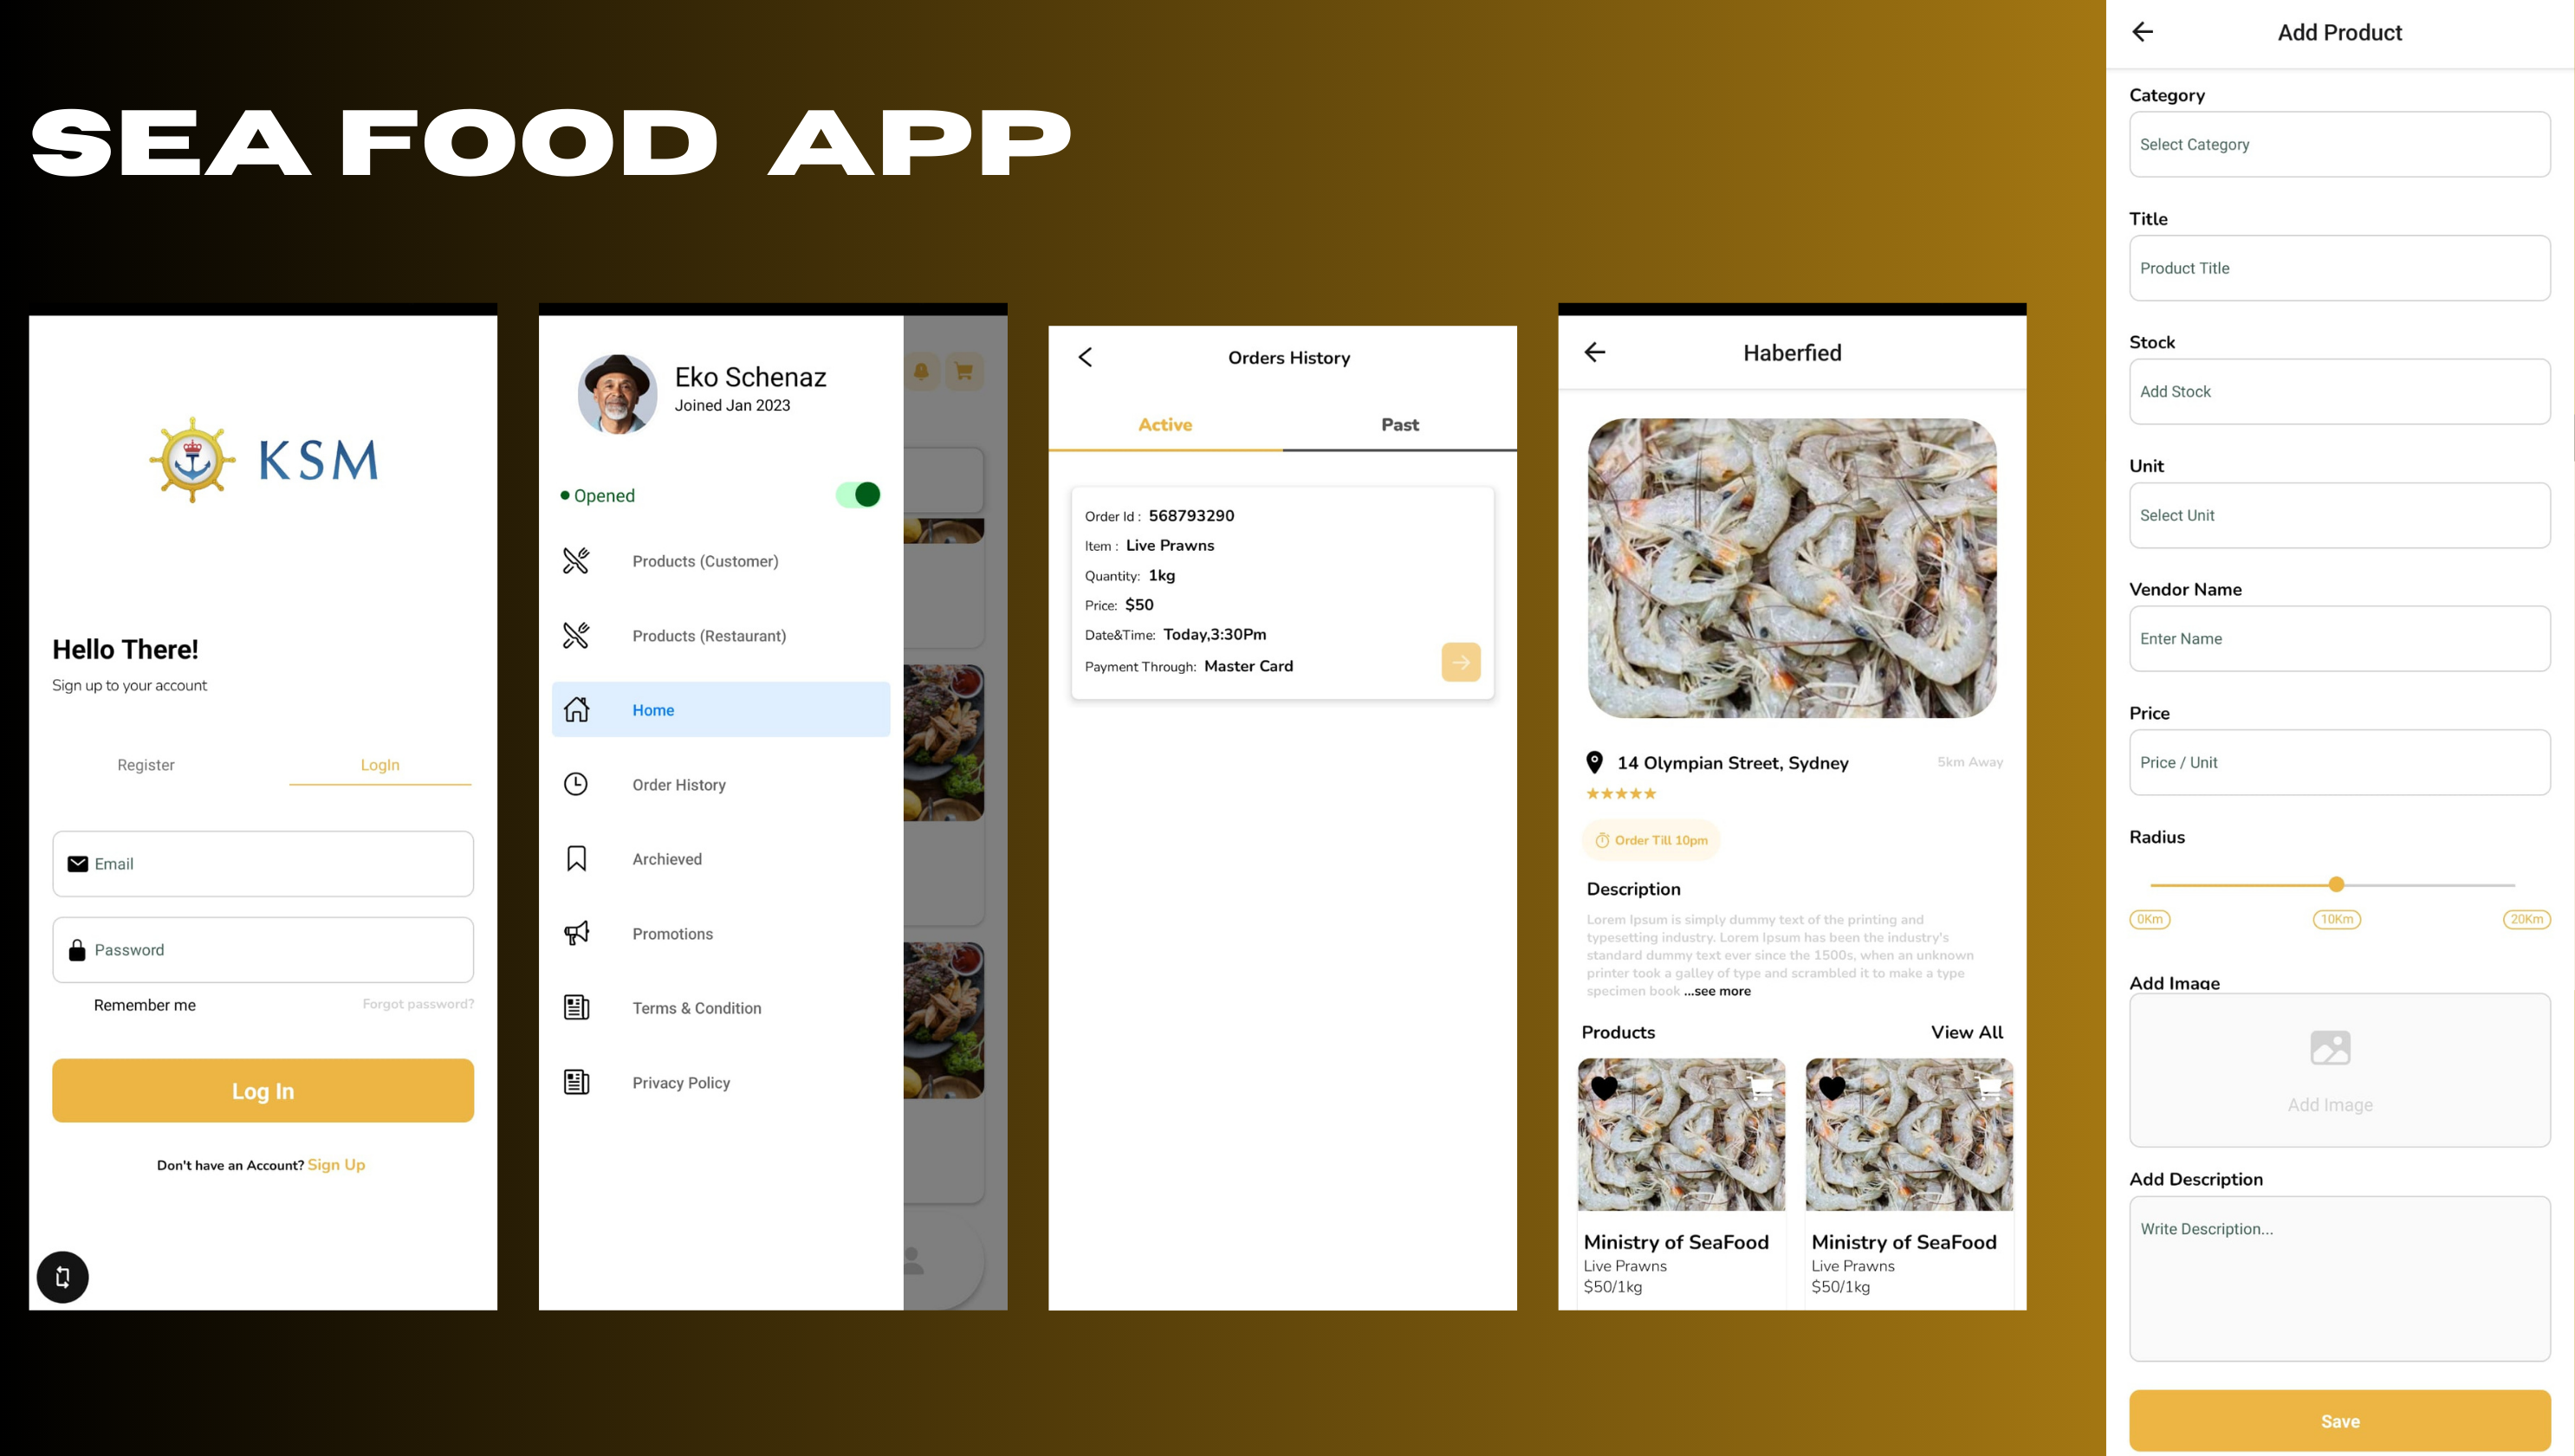 SEA FOOD APP
KSM
Hello There!
Sign up to your account
Register
LogIn
Email
Password
Remember me
Forgot password?
Log In
Don't have an Account? Sign Up
Eko Schenaz
Joined Jan 2023
Opened
Products (Customer)
Products (Restaurant)
Home
Order History
Archieved
Promotions
Terms & Condition
Privacy Policy
Orders History
Active
Past
Order Id : 568793290
Item : Live Prawns
Quantity: 1kg
Price: $50
Date&Time: Today,3:30Pm
Payment Through: Master Card
Haberfied
14 Olympian Street, Sydney
5km Away
Order Till 10pm
Description
Lorem Ipsum is simply dummy text of the printing and
typesetting industry. Lorem Ipsum has been the industry's
standard dummy text ever since the 1500s, when an unknown
printer took a galley of type and scrambled it to make a type
specimen book ...see more
Products
View All
Ministry of SeaFood
Live Prawns
$50/1kg
Ministry of SeaFood
Live Prawns
$50/1kg
Add Product
Category
Select Category
Title
Product Title
Stock
Add Stock
Unit
Select Unit
Vendor Name
Enter Name
Price
Price / Unit
Radius
0Km
10Km
20Km
Add Image
Add Image
Add Description
Write Description...
Save